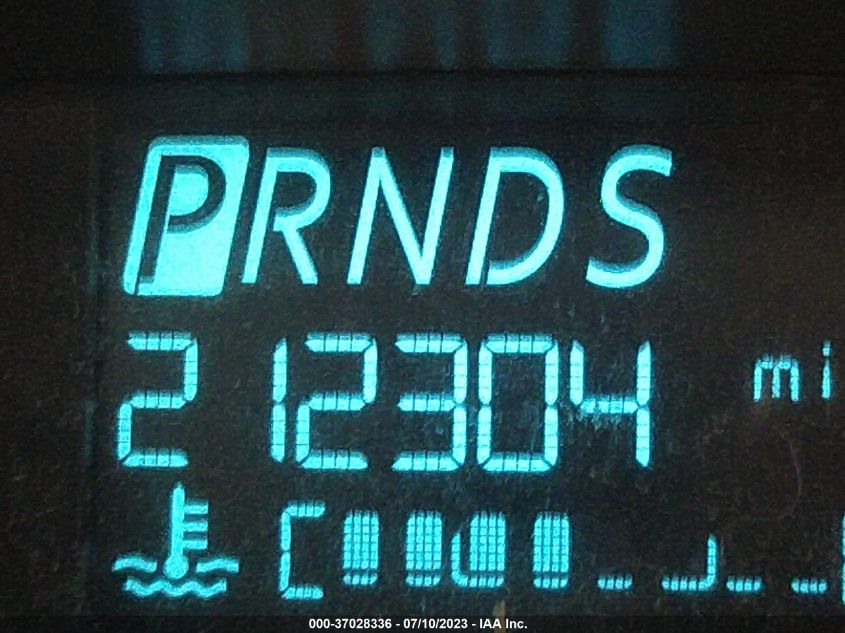 PRNDS
212304 mi
C
000-37028336 - 07/10/2023 - IAA Inc.